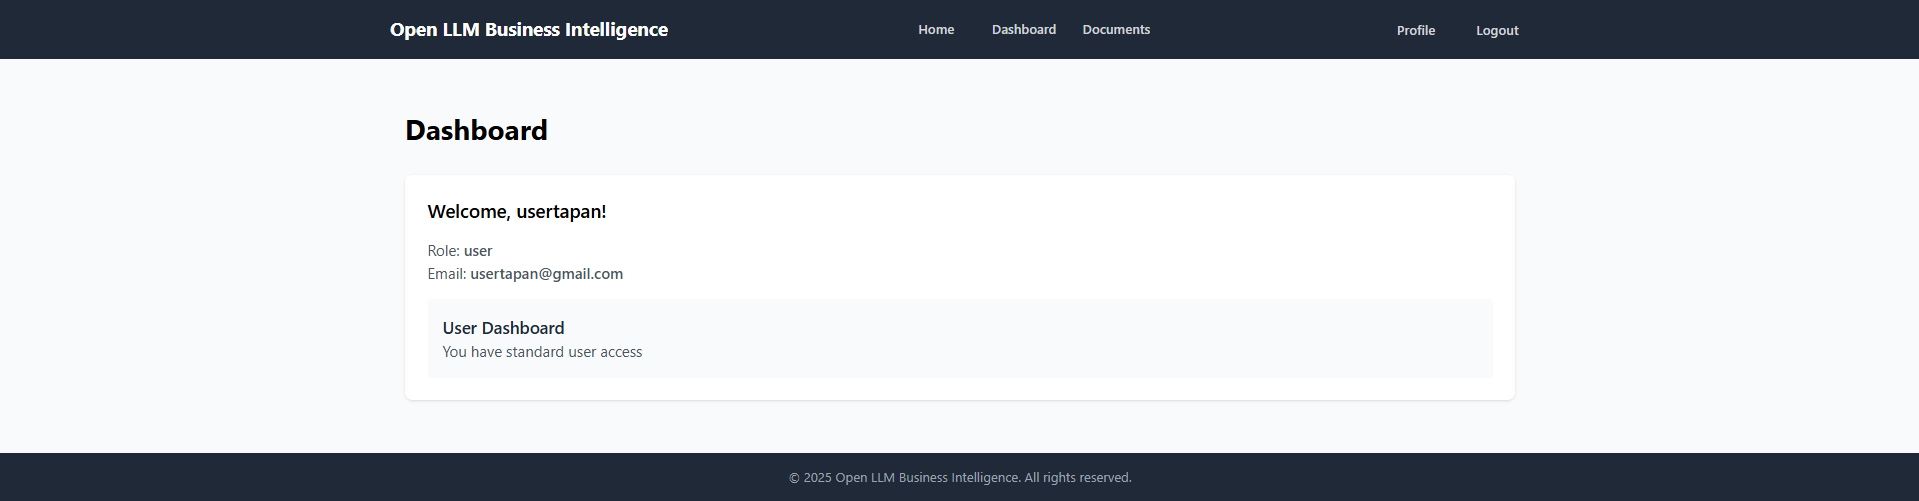 Open LLM Business Intelligence
Home Dashboard Documents
Profile Logout
Dashboard
Welcome, usertapan!
Role: user
Email: usertapan@gmail.com
User Dashboard
You have standard user access
© 2025 Open LLM Business Intelligence. All rights reserved.